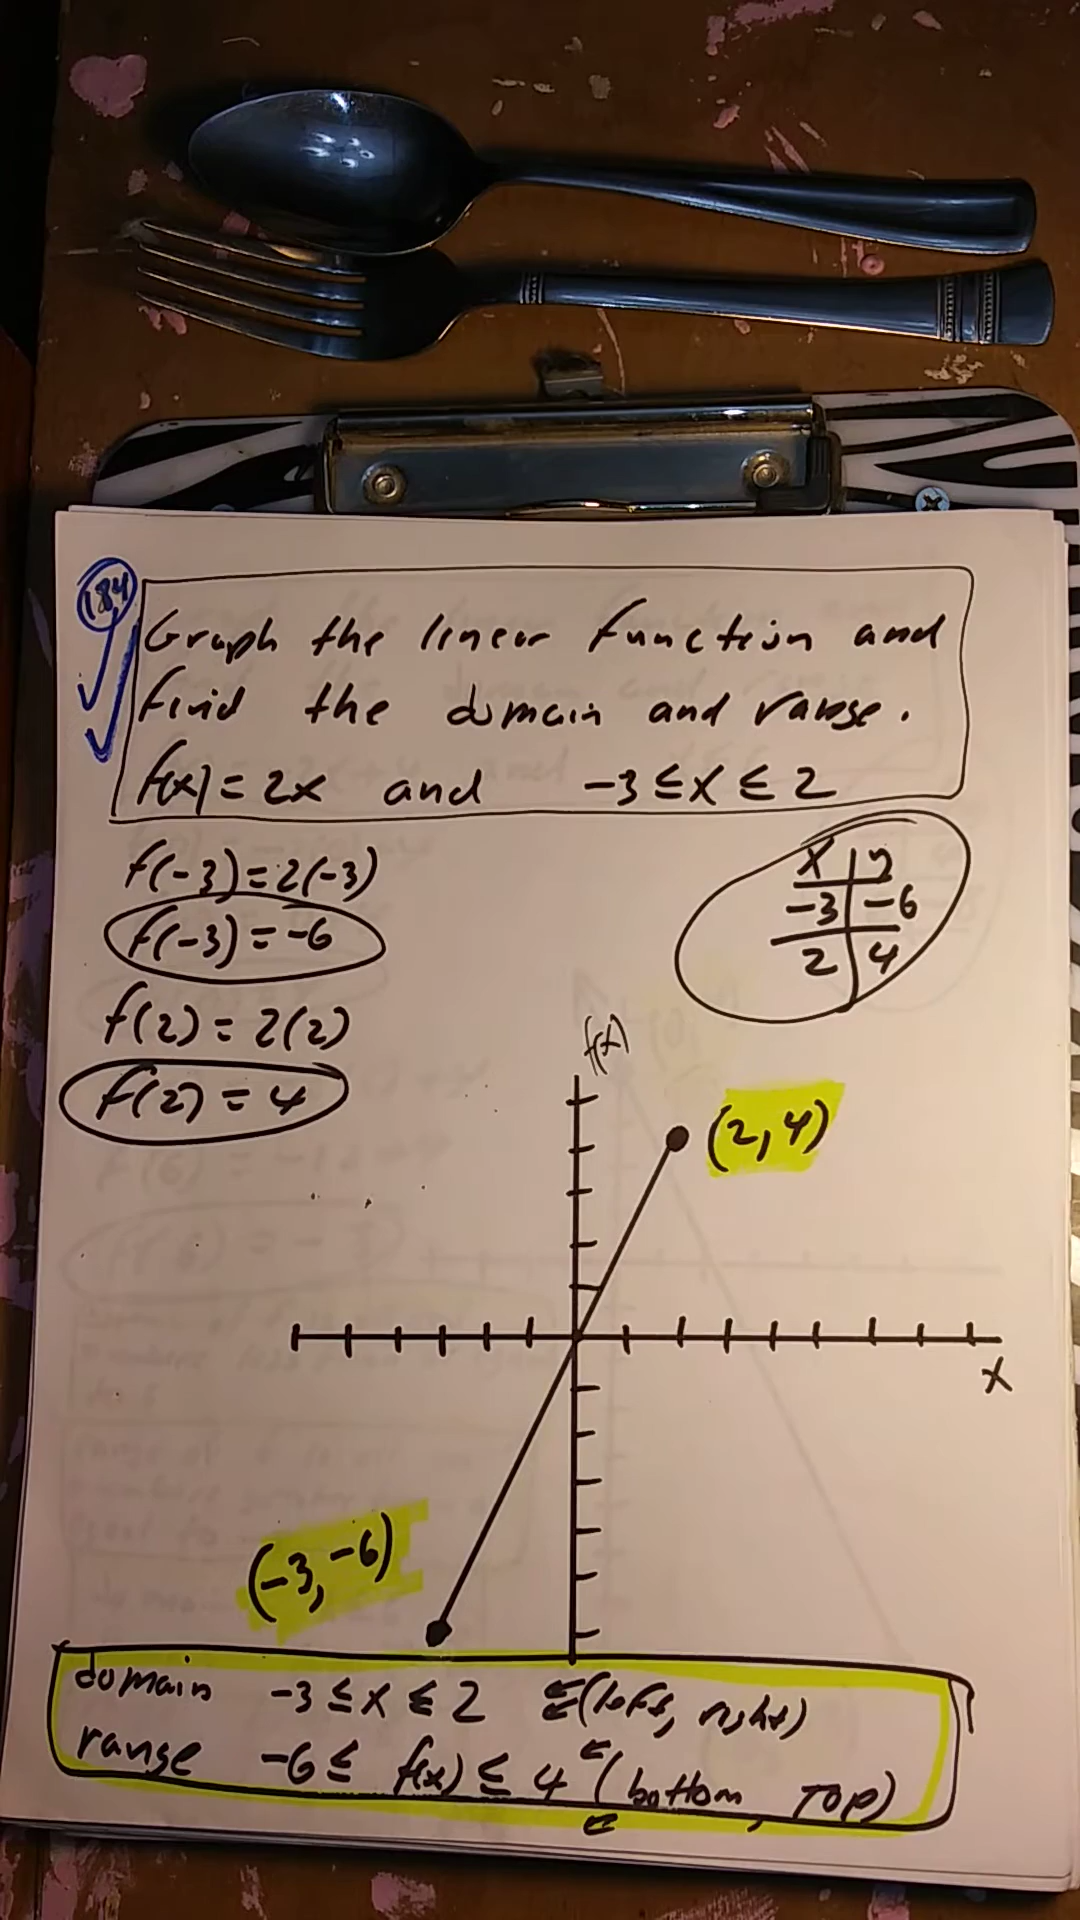 184
Graph the linear function and
find the domain and range.
f(x) = 2x and -3 ≤ x ≤ 2
f(-3) = 2(-3)
f(-3) = -6
f(2) = 2(2)
f(2) = 4
x | y
-3 | -6
2 | 4
f(x)
(2, 4)
x
(-3, -6)
domain -3 ≤ x ≤ 2 (left, right)
range -6 ≤ f(x) ≤ 4 (bottom, TOP)